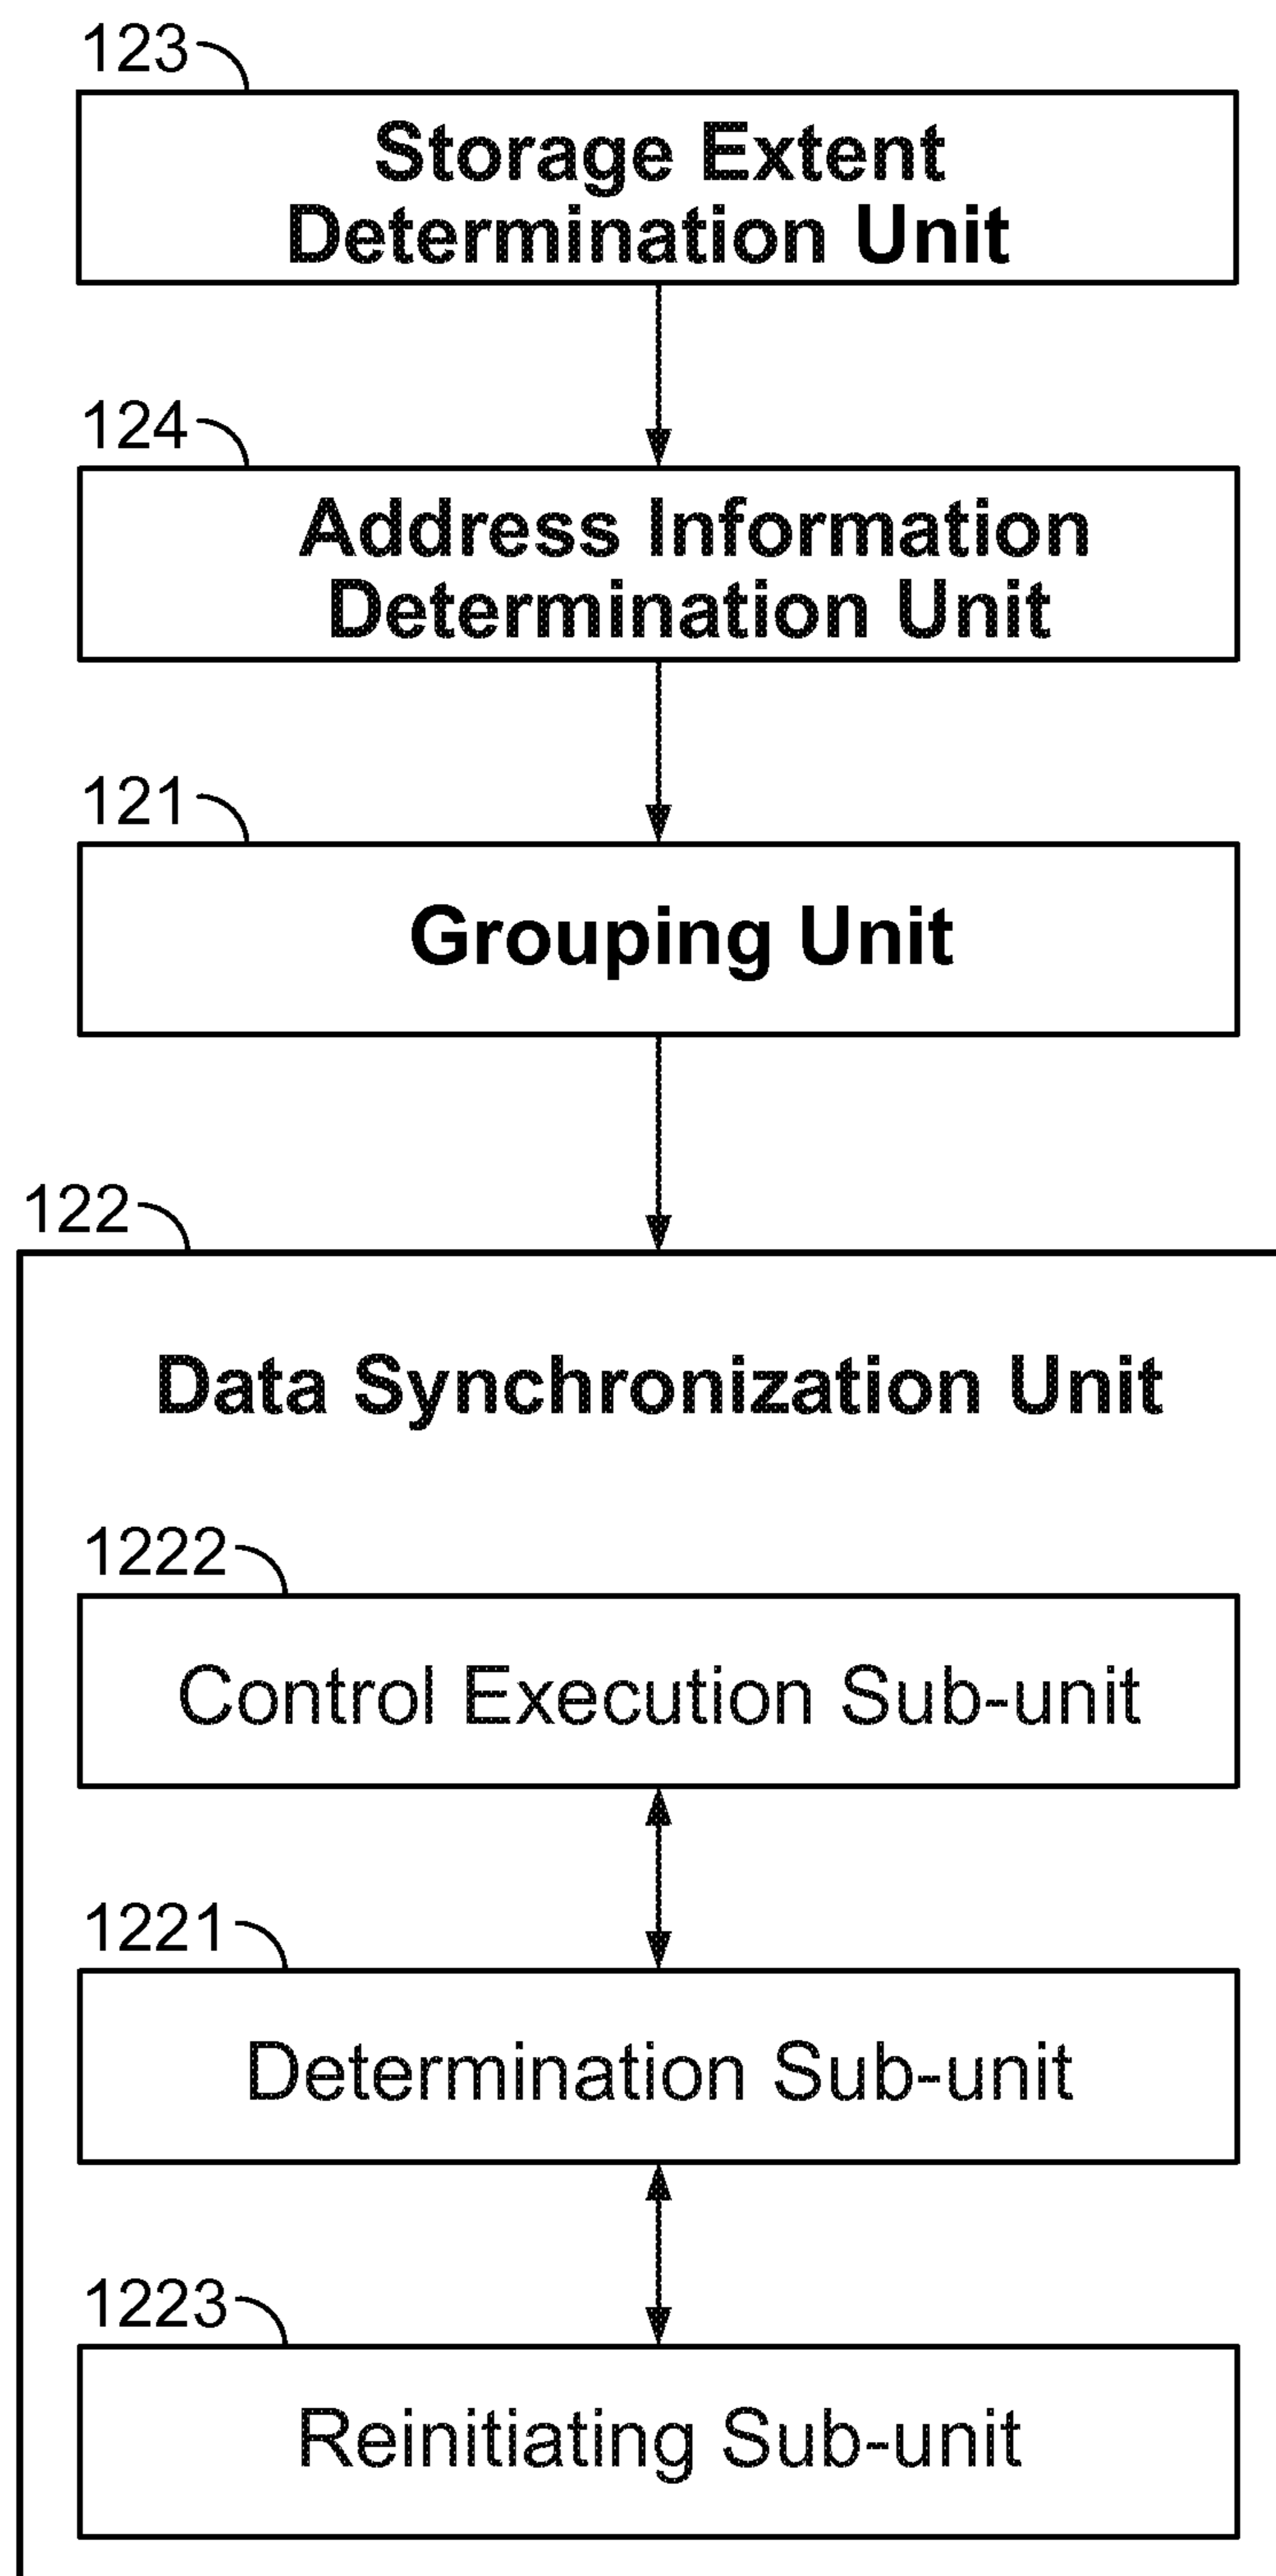 123
Storage Extent
Determination Unit
124
Address Information
Determination Unit
121
Grouping Unit
122
Data Synchronization Unit
1222
Control Execution Sub-unit
1221
Determination Sub-unit
1223
Reinitiating Sub-unit